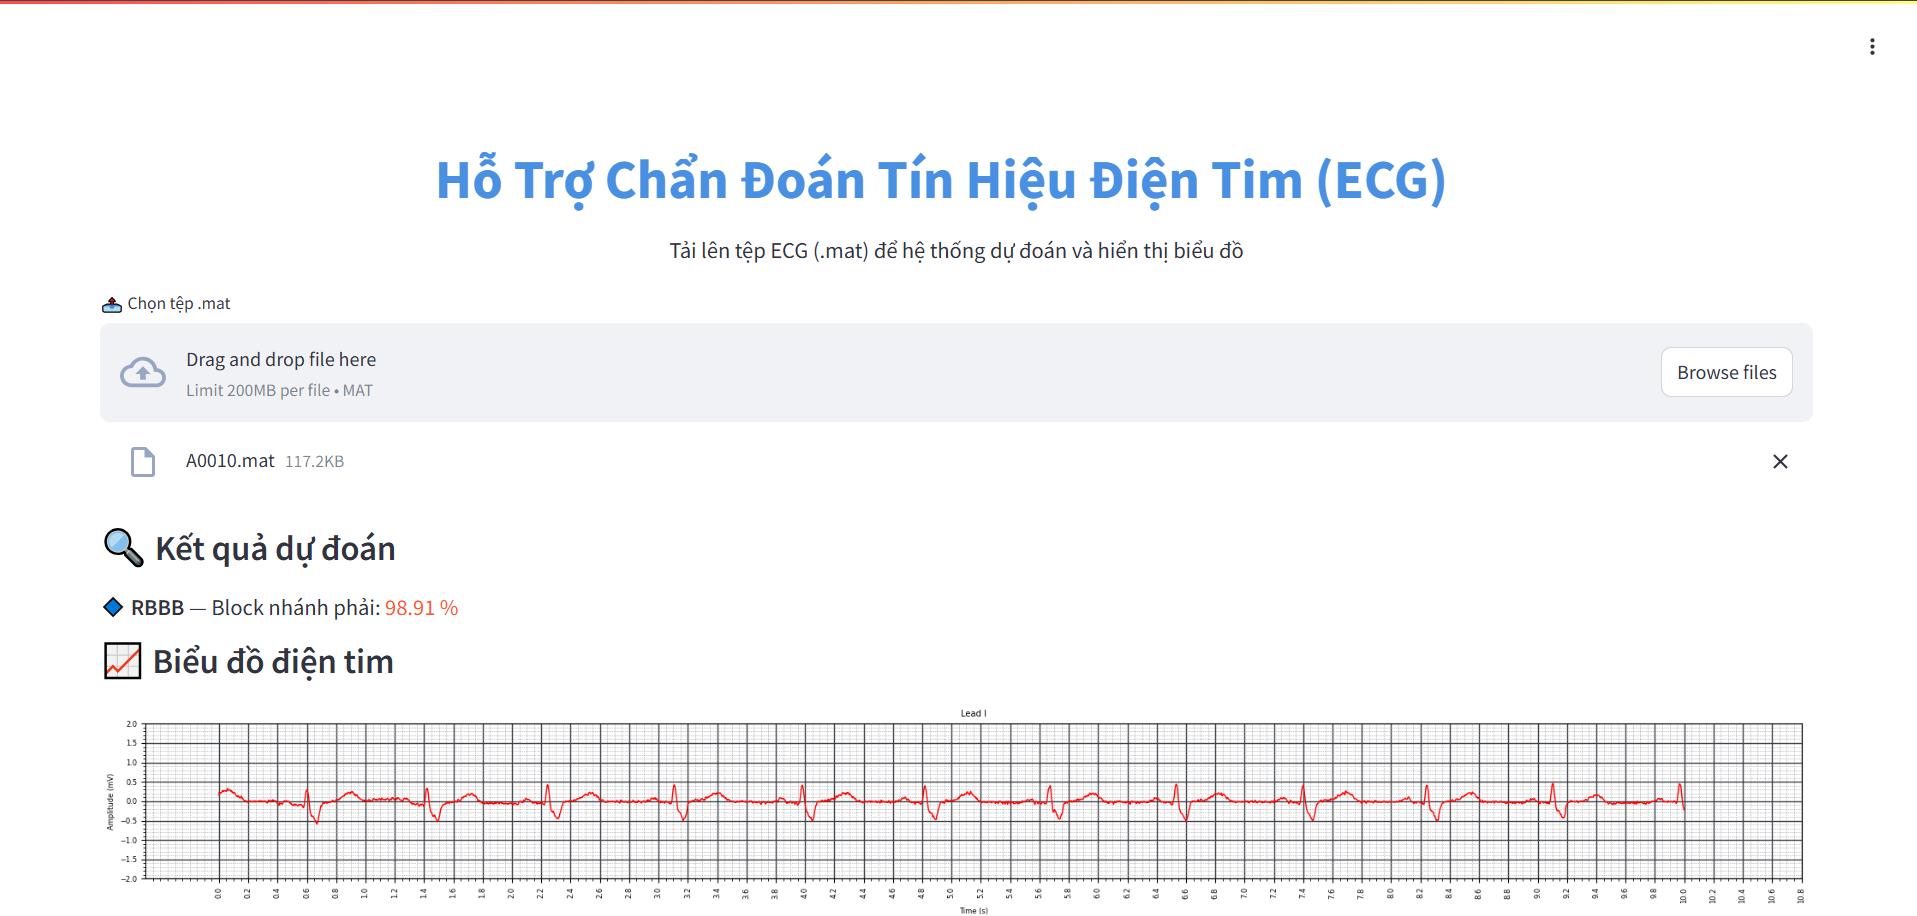 Hỗ Trợ Chẩn Đoán Tín Hiệu Điện Tim (ECG)
Tải lên tệp ECG (.mat) để hệ thống dự đoán và hiển thị biểu đồ
Chọn tệp .mat
Drag and drop file here
Limit 200MB per file • MAT
Browse files
A0010.mat 117.2KB
Kết quả dự đoán
RBBB — Block nhánh phải: 98.91 %
Biểu đồ điện tim
Lead I
Amplitude (mV)
2.0
1.5
1.0
0.5
0.0
−0.5
−1.0
−1.5
−2.0
0.0 0.2 0.4 0.6 0.8 1.0 1.2 1.4 1.6 1.8 2.0 2.2 2.4 2.6 2.8 3.0 3.2 3.4 3.6 3.8 4.0 4.2 4.4 4.6 4.8 5.0 5.2 5.4 5.6 5.8 6.0 6.2 6.4 6.6 6.8 7.0 7.2 7.4 7.6 7.8 8.0 8.2 8.4 8.6 8.8 9.0 9.2 9.4 9.6 9.8 10.0 10.2 10.4 10.6 10.8
Time (s)